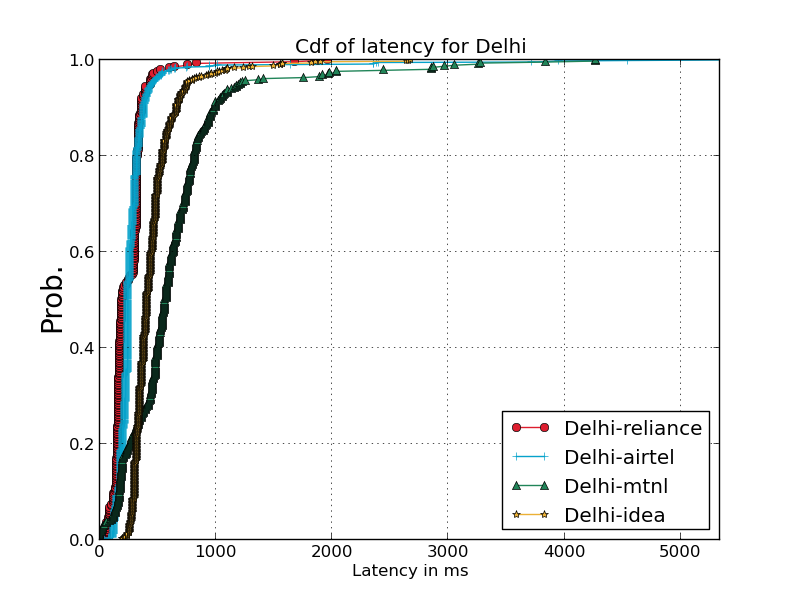 Cdf of latency for Delhi
1.0
0.8
0.6
0.4
0.2
0.0
Prob.
0 1000 2000 3000 4000 5000
Latency in ms
Delhi-reliance
Delhi-airtel
Delhi-mtnl
Delhi-idea